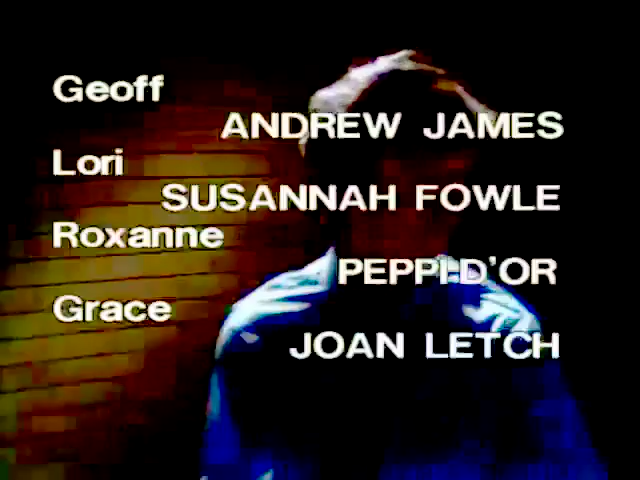 Geoff
ANDREW JAMES
Lori
SUSANNAH FOWLE
Roxanne
PEPPI D'OR
Grace
JOAN LETCH